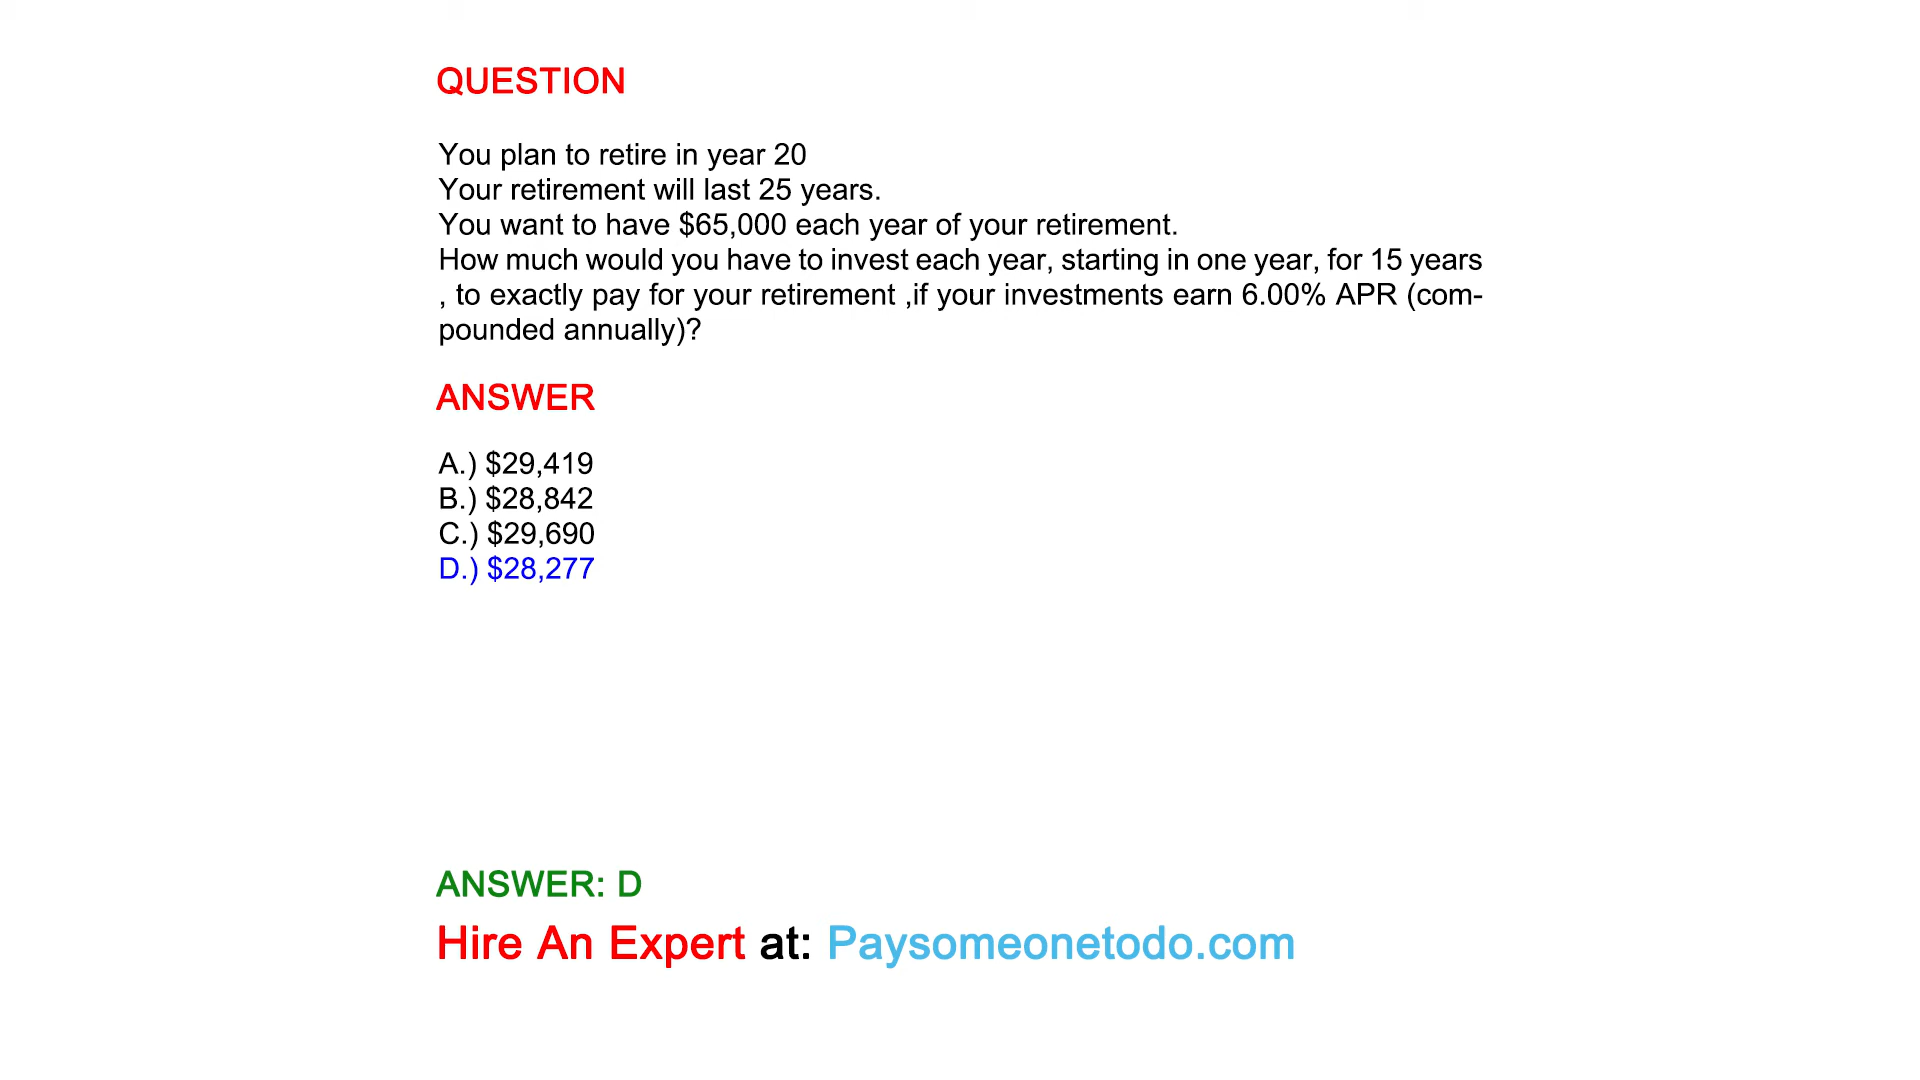 QUESTION
You plan to retire in year 20
Your retirement will last 25 years.
You want to have $65,000 each year of your retirement.
How much would you have to invest each year, starting in one year, for 15 years
, to exactly pay for your retirement ,if your investments earn 6.00% APR (com-
pounded annually)?
ANSWER
A.) $29,419
B.) $28,842
C.) $29,690
D.) $28,277
ANSWER: D
Hire An Expert at: Paysomeonetodo.com